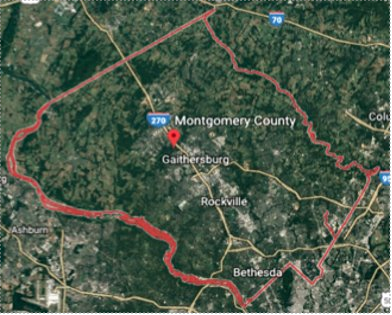 70
270
Montgomery County
Gaithersburg
Colu
95
Rockville
Ashburn
Bethesda